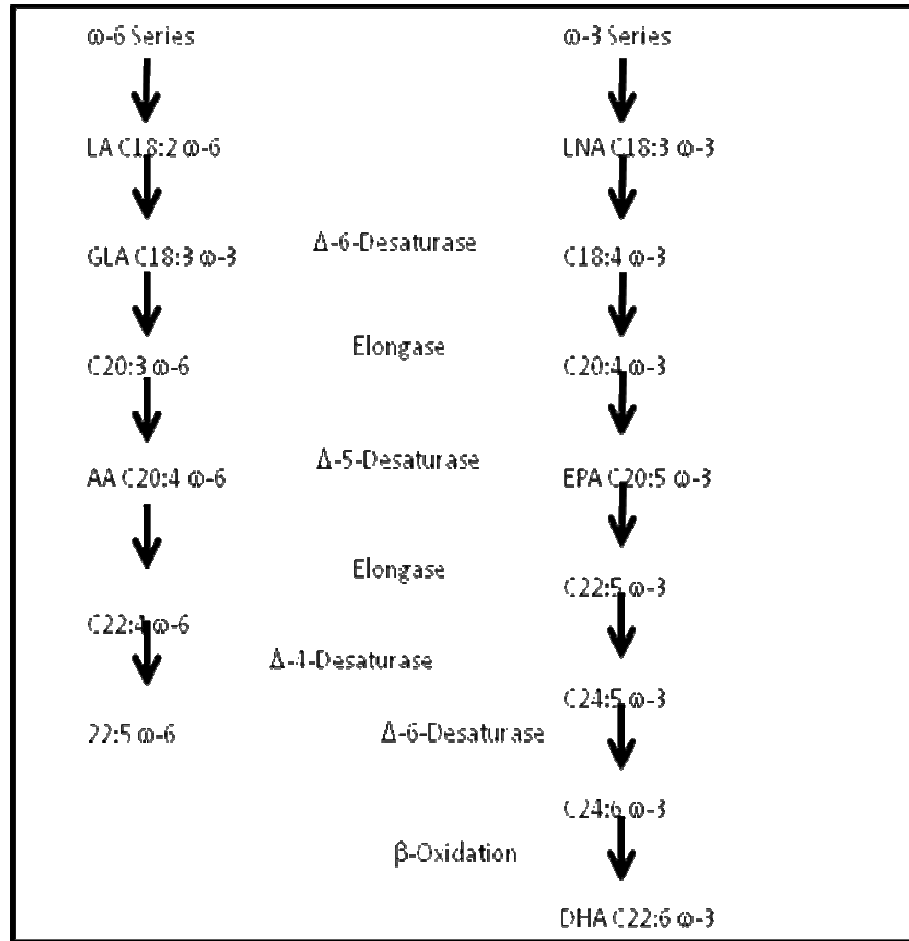 ω-6 Series
ω-3 Series
LA C18:2 ω-6
LNA C18:3 ω-3
Δ-6-Desaturase
GLA C18:3 ω-3
C18:4 ω-3
Elongase
C20:3 ω-6
C20:4 ω-3
Δ-5-Desaturase
AA C20:4 ω-6
EPA C20:5 ω-3
Elongase
C22:5 ω-3
C22:4 ω-6
Δ-4-Desaturase
C24:5 ω-3
22:5 ω-6
Δ-6-Desaturase
C24:6 ω-3
β-Oxidation
DHA C22:6 ω-3